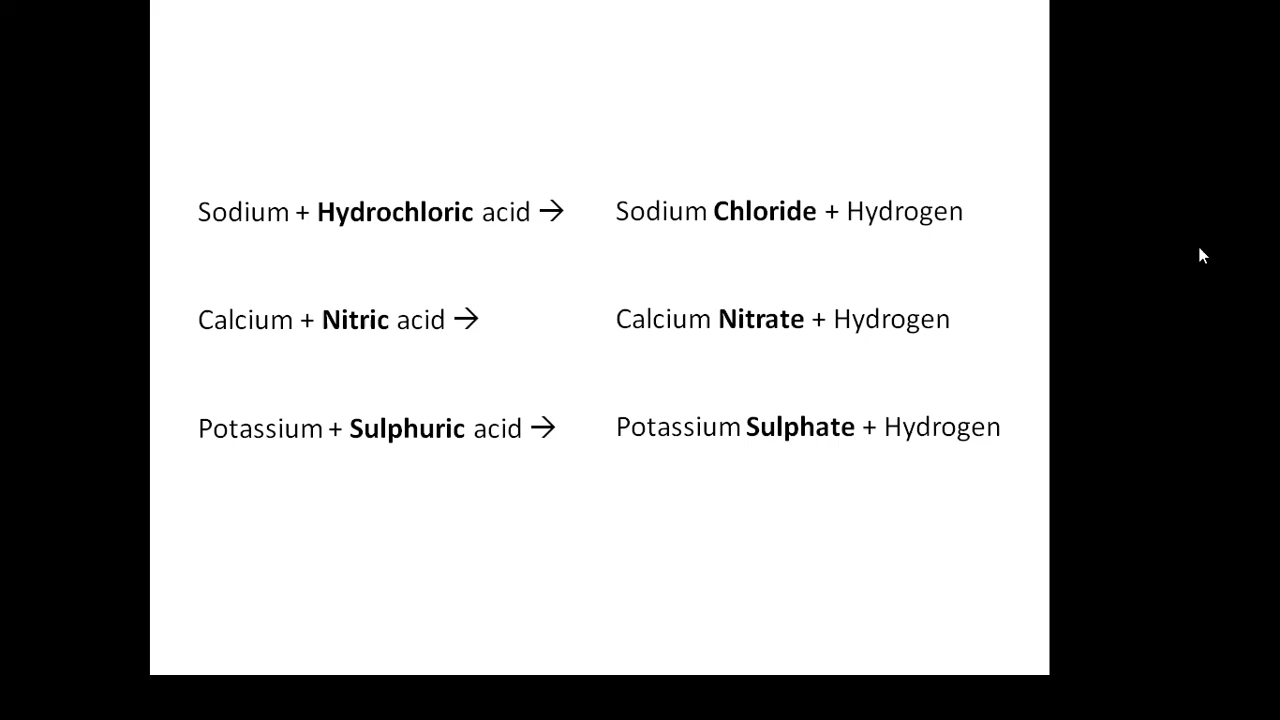 Sodium + Hydrochloric acid → Sodium Chloride + Hydrogen
Calcium + Nitric acid → Calcium Nitrate + Hydrogen
Potassium + Sulphuric acid → Potassium Sulphate + Hydrogen